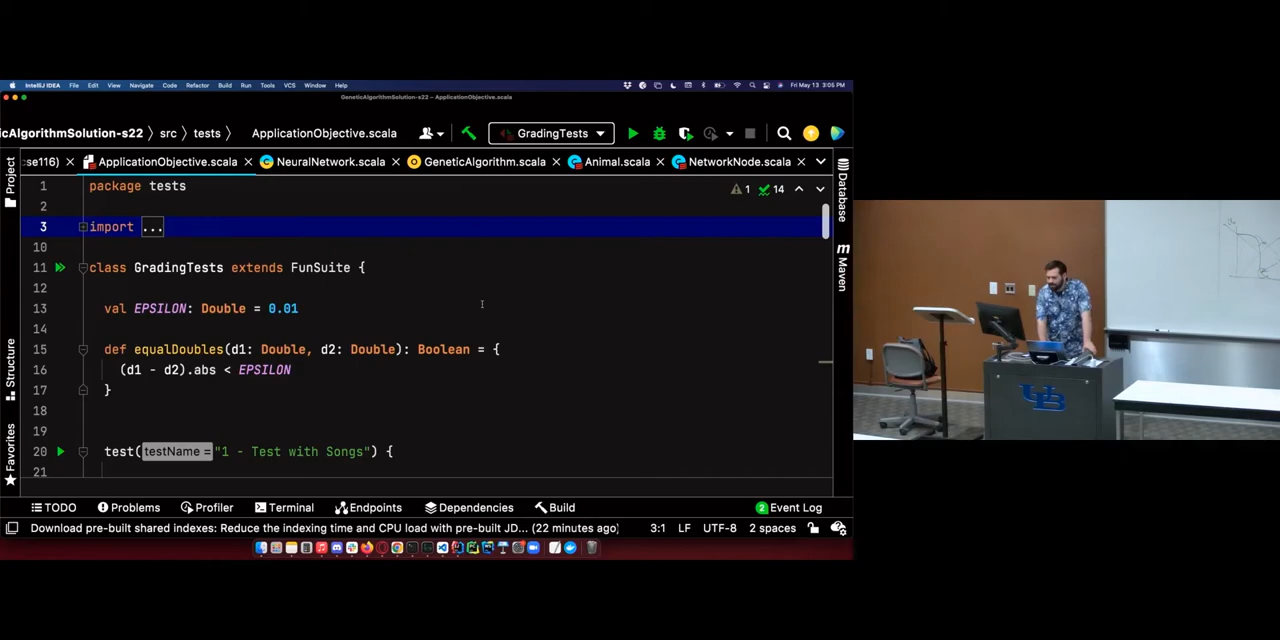 IntelliJ IDEA File Edit View Navigate Code Refactor Build Run Tools VCS Window Help Fri May 13 3:05 PM
GeneticAlgorithmSolution-s22 – ApplicationObjective.scala
icAlgorithmSolution-s22 〉 src 〉 tests 〉 ApplicationObjective.scala GradingTests
:se116) ApplicationObjective.scala NeuralNetwork.scala GeneticAlgorithm.scala Animal.scala NetworkNode.scala
Project
Structure
Favorites
Database
m Maven
1 package tests
1 14
2
3 import ...
10
11 class GradingTests extends FunSuite {
12
13 val EPSILON: Double = 0.01
14
15 def equalDoubles(d1: Double, d2: Double): Boolean = {
16 (d1 - d2).abs < EPSILON
17 }
18
19
20 test( testName = "1 - Test with Songs") {
21
TODO Problems Profiler Terminal Endpoints Dependencies Build 2 Event Log
Download pre-built shared indexes: Reduce the indexing time and CPU load with pre-built JD... (22 minutes ago) 3:1 LF UTF-8 2 spaces
UB